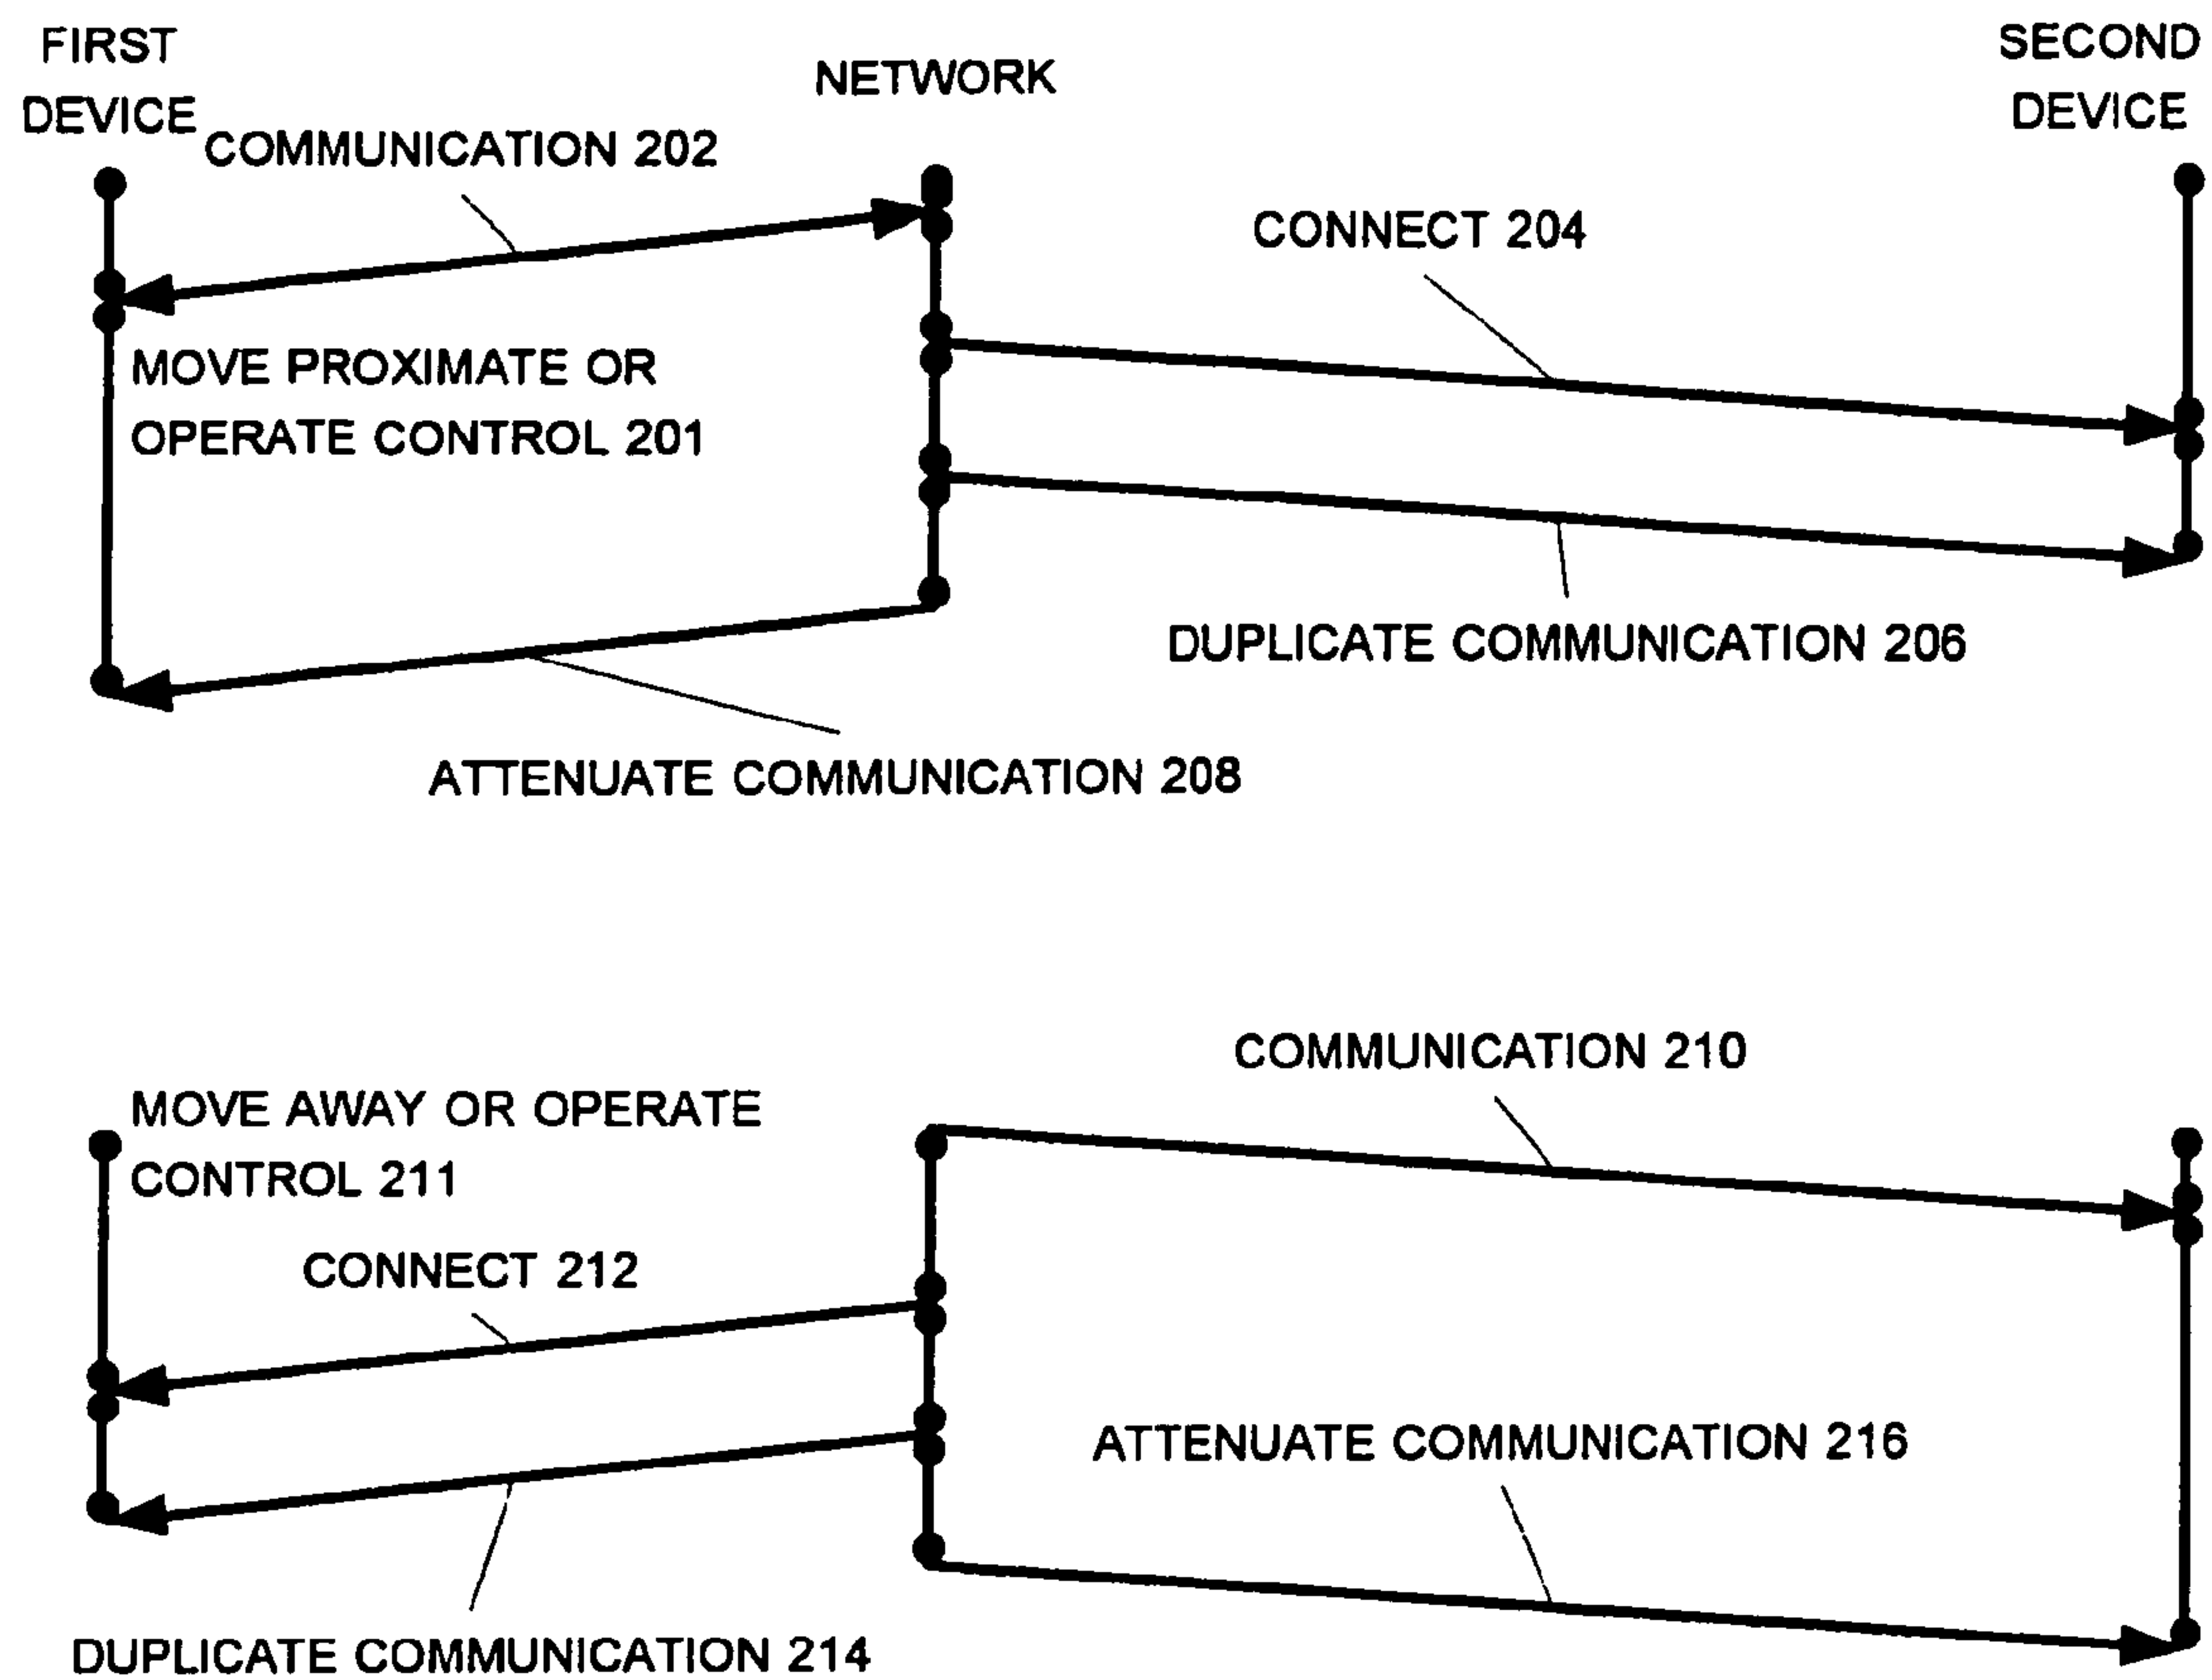 FIRST
DEVICE
NETWORK
SECOND
DEVICE
COMMUNICATION 202
CONNECT 204
MOVE PROXIMATE OR
OPERATE CONTROL 201
DUPLICATE COMMUNICATION 206
ATTENUATE COMMUNICATION 208
COMMUNICATION 210
MOVE AWAY OR OPERATE
CONTROL 211
CONNECT 212
ATTENUATE COMMUNICATION 216
DUPLICATE COMMUNICATION 214